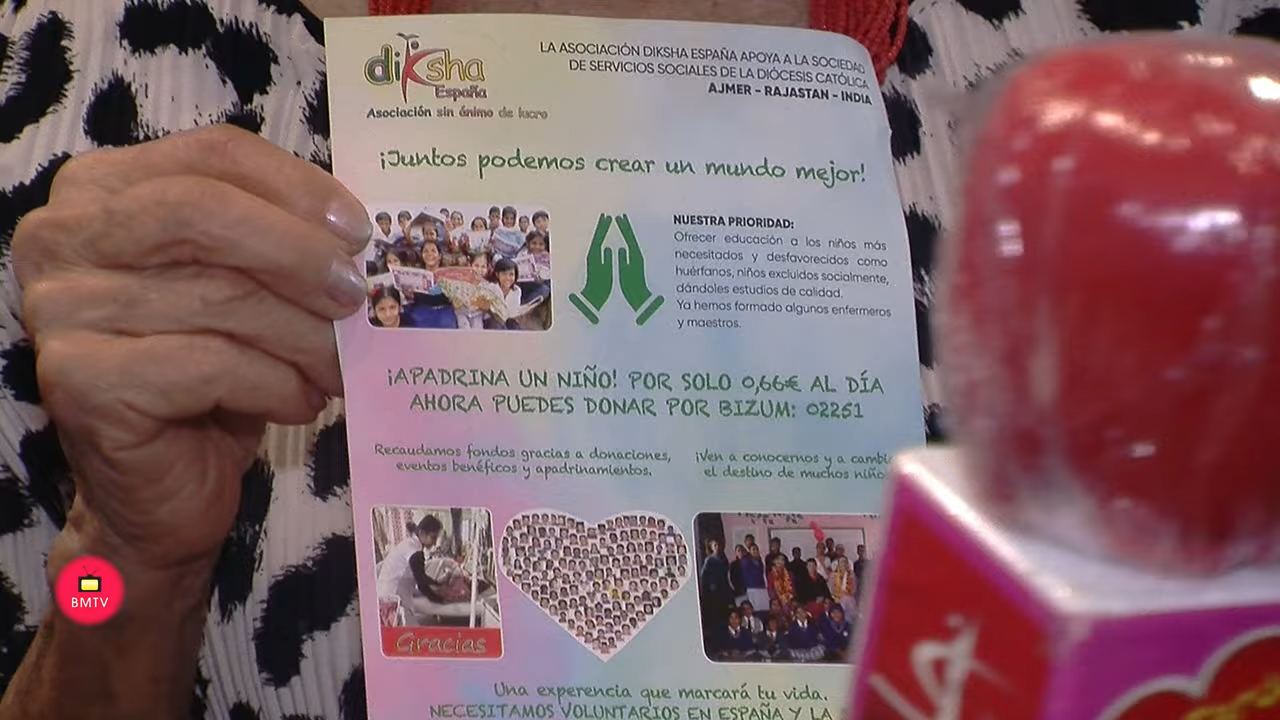 diksha
España
Asociación sin ánimo de lucro
LA ASOCIACIÓN DIKSHA ESPAÑA APOYA A LA SOCIEDAD
DE SERVICIOS SOCIALES DE LA DIÓCESIS CATÓLICA
AJMER - RAJASTAN - INDIA
¡Juntos podemos crear un mundo mejor!
NUESTRA PRIORIDAD:
Ofrecer educación a los niños más
necesitados y desfavorecidos como
huérfanos, niños excluidos socialmente,
dándoles estudios de calidad.
Ya hemos formado algunos enfermeros
y maestros.
¡APADRINA UN NIÑO! POR SOLO 0,66€ AL DÍA
AHORA PUEDES DONAR POR BIZUM: 02251
Recaudamos fondos gracias a donaciones,
eventos benéficos y apadrinamientos.
¡Ven a conocernos y a cambi
el destino de muchos niño
Gracias
Una experencia que marcará tu vida.
NECESITAMOS VOLUNTARIOS EN ESPAÑA Y LA
BMTV